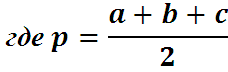 где p = (a + b + c) / 2